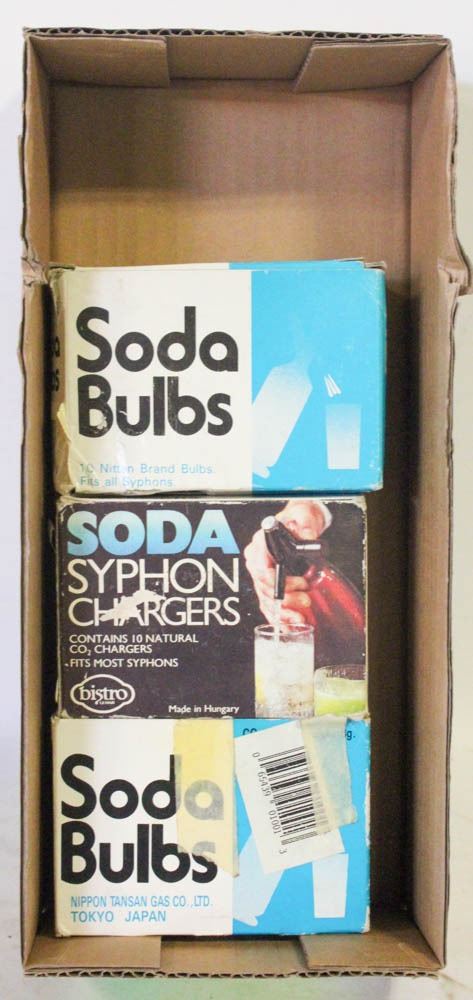 Soda
Bulbs
10 Nittan Brand Bulbs.
Fits all Syphons.
SODA
SYPHON
CHARGERS
CONTAINS 10 NATURAL
CO₂ CHARGERS
FITS MOST SYPHONS
bistro
Made in Hungary
Soda
Bulbs
NIPPON TANSAN GAS CO.,LTD.
TOKYO JAPAN